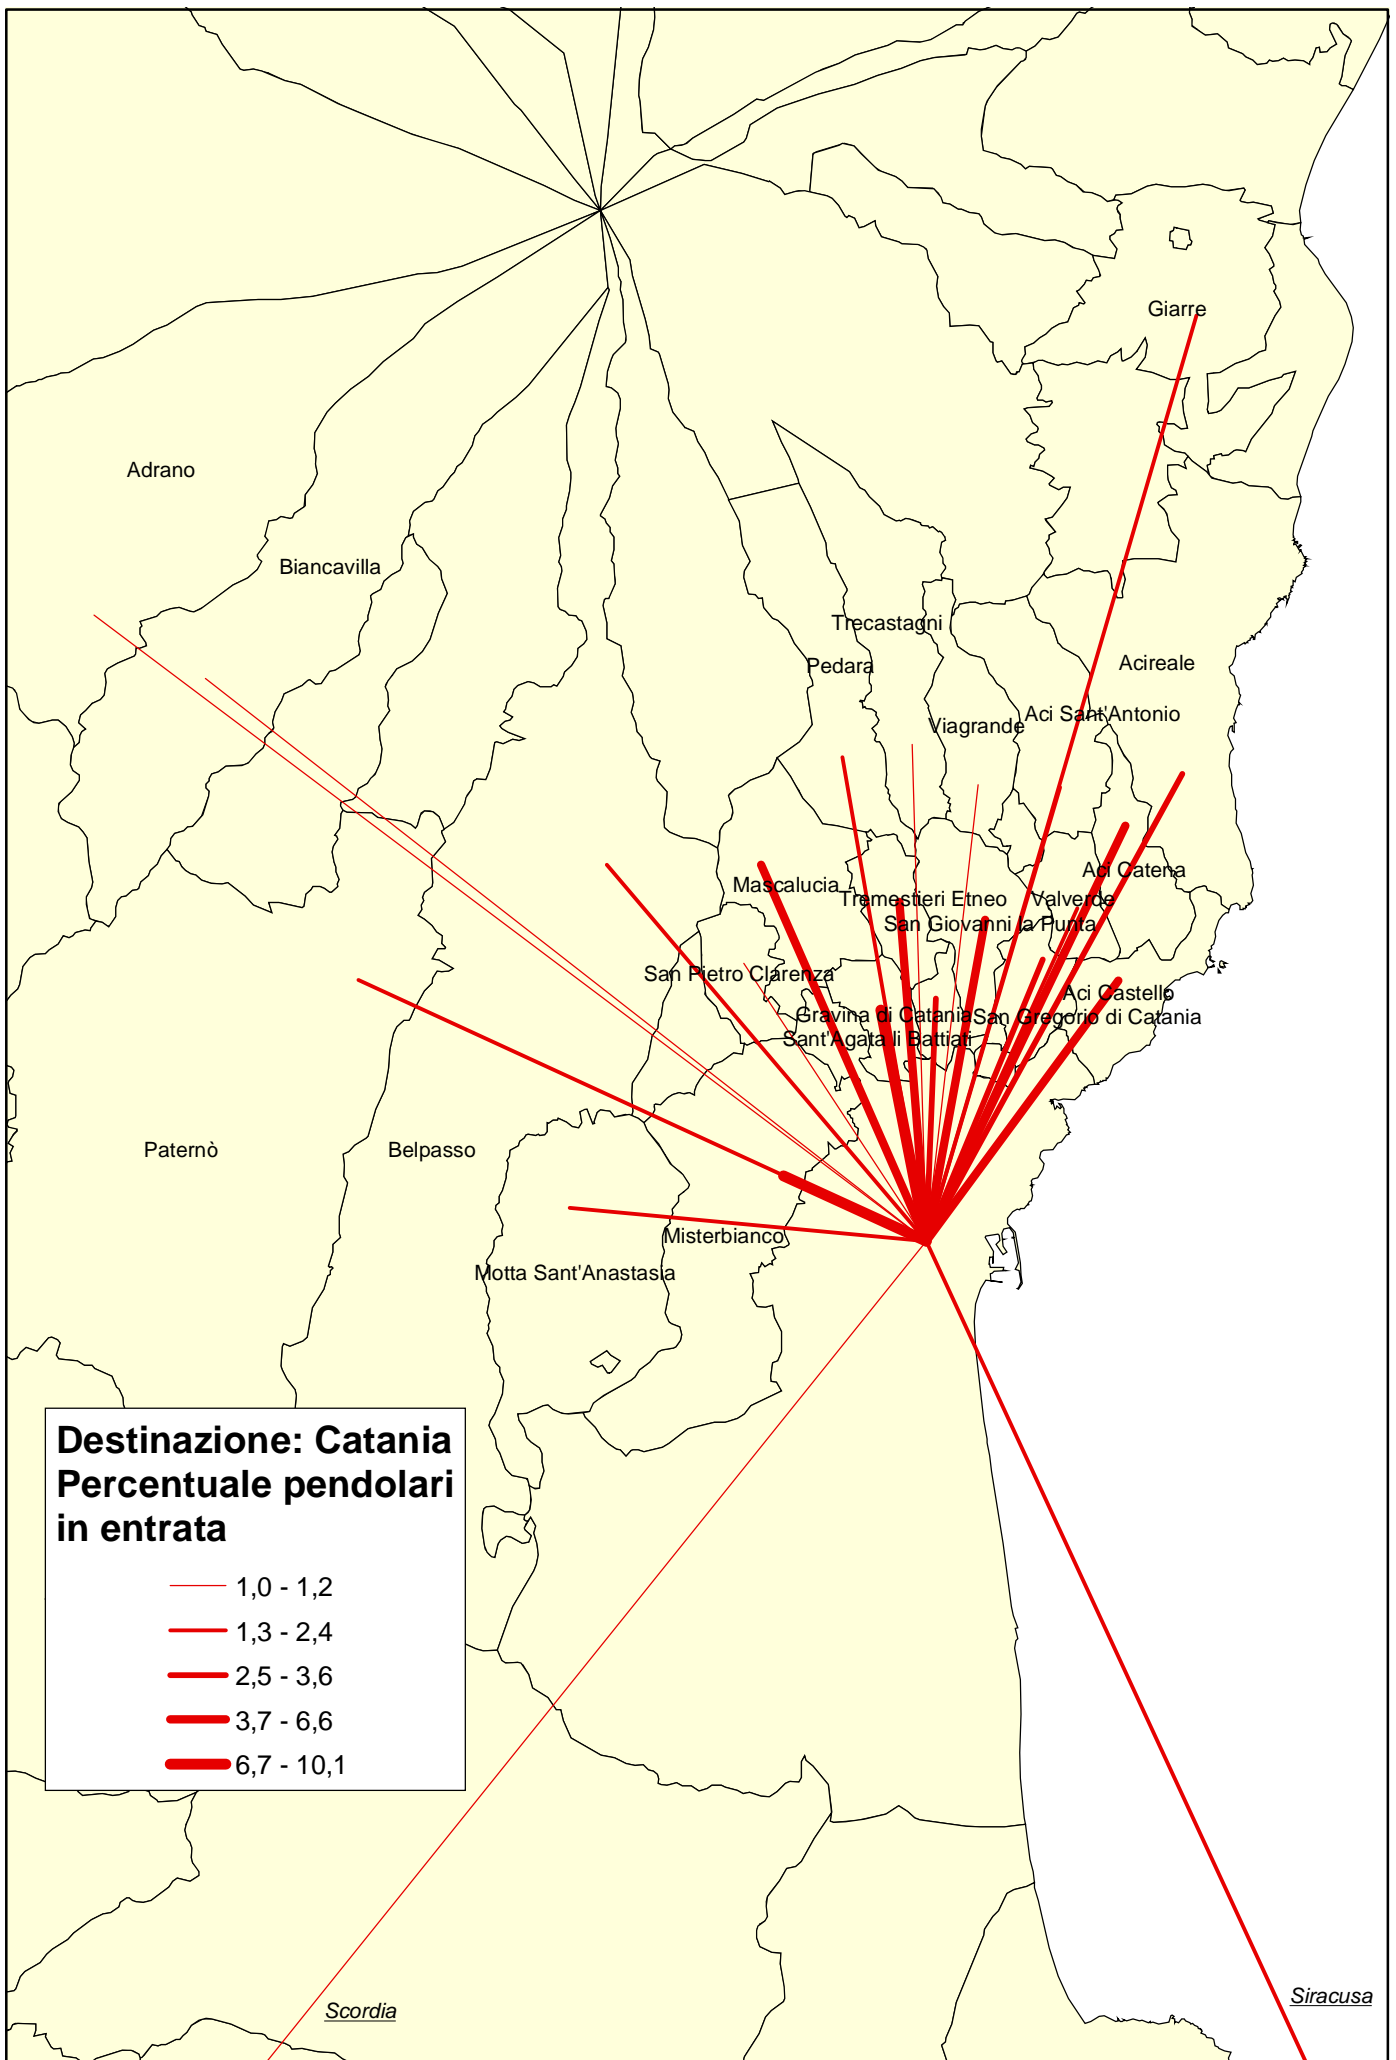 Giarre
Adrano
Biancavilla
Trecastagni
Pedara
Acireale
Aci Sant'Antonio
Viagrande
Aci Catena
Mascalucia
Tremestieri Etneo
Valverde
San Giovanni la Punta
San Pietro Clarenza
Aci Castello
Gravina di Catania
San Gregorio di Catania
Sant'Agata li Battiati
Paternò
Belpasso
Misterbianco
Motta Sant'Anastasia
Destinazione: Catania
Percentuale pendolari
in entrata
1,0 - 1,2
1,3 - 2,4
2,5 - 3,6
3,7 - 6,6
6,7 - 10,1
Siracusa
Scordia